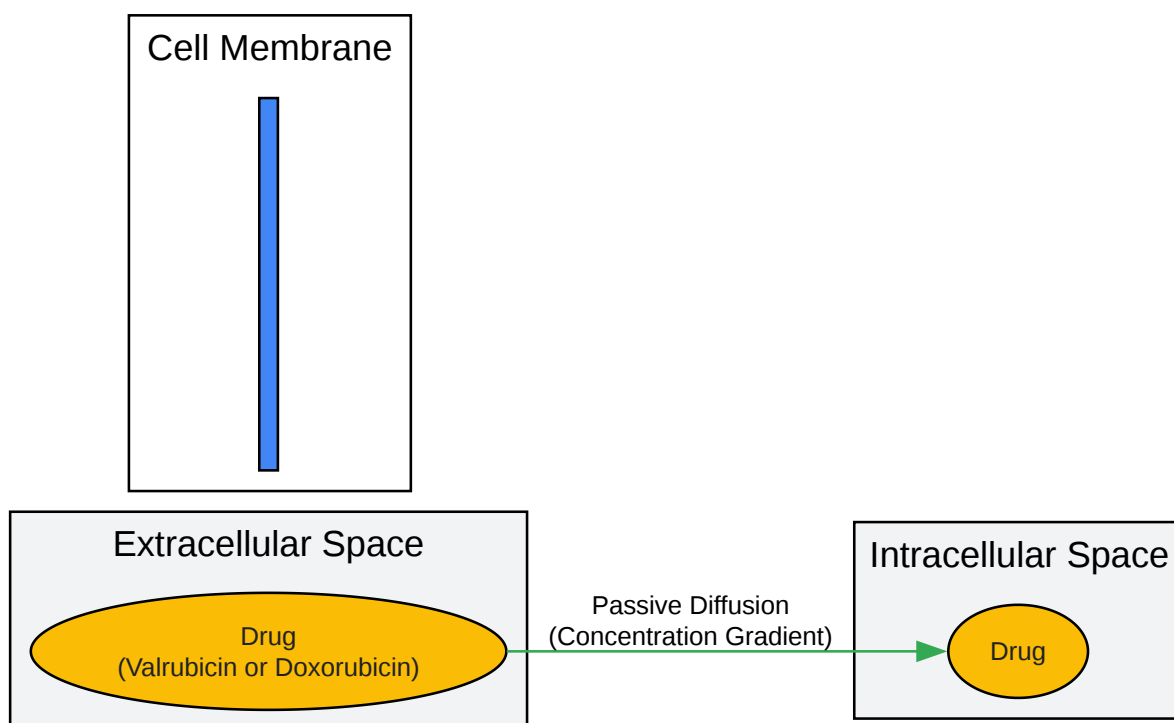 Cell Membrane
Extracellular Space
Drug
(Valrubicin or Doxorubicin)
Passive Diffusion
(Concentration Gradient)
Intracellular Space
Drug